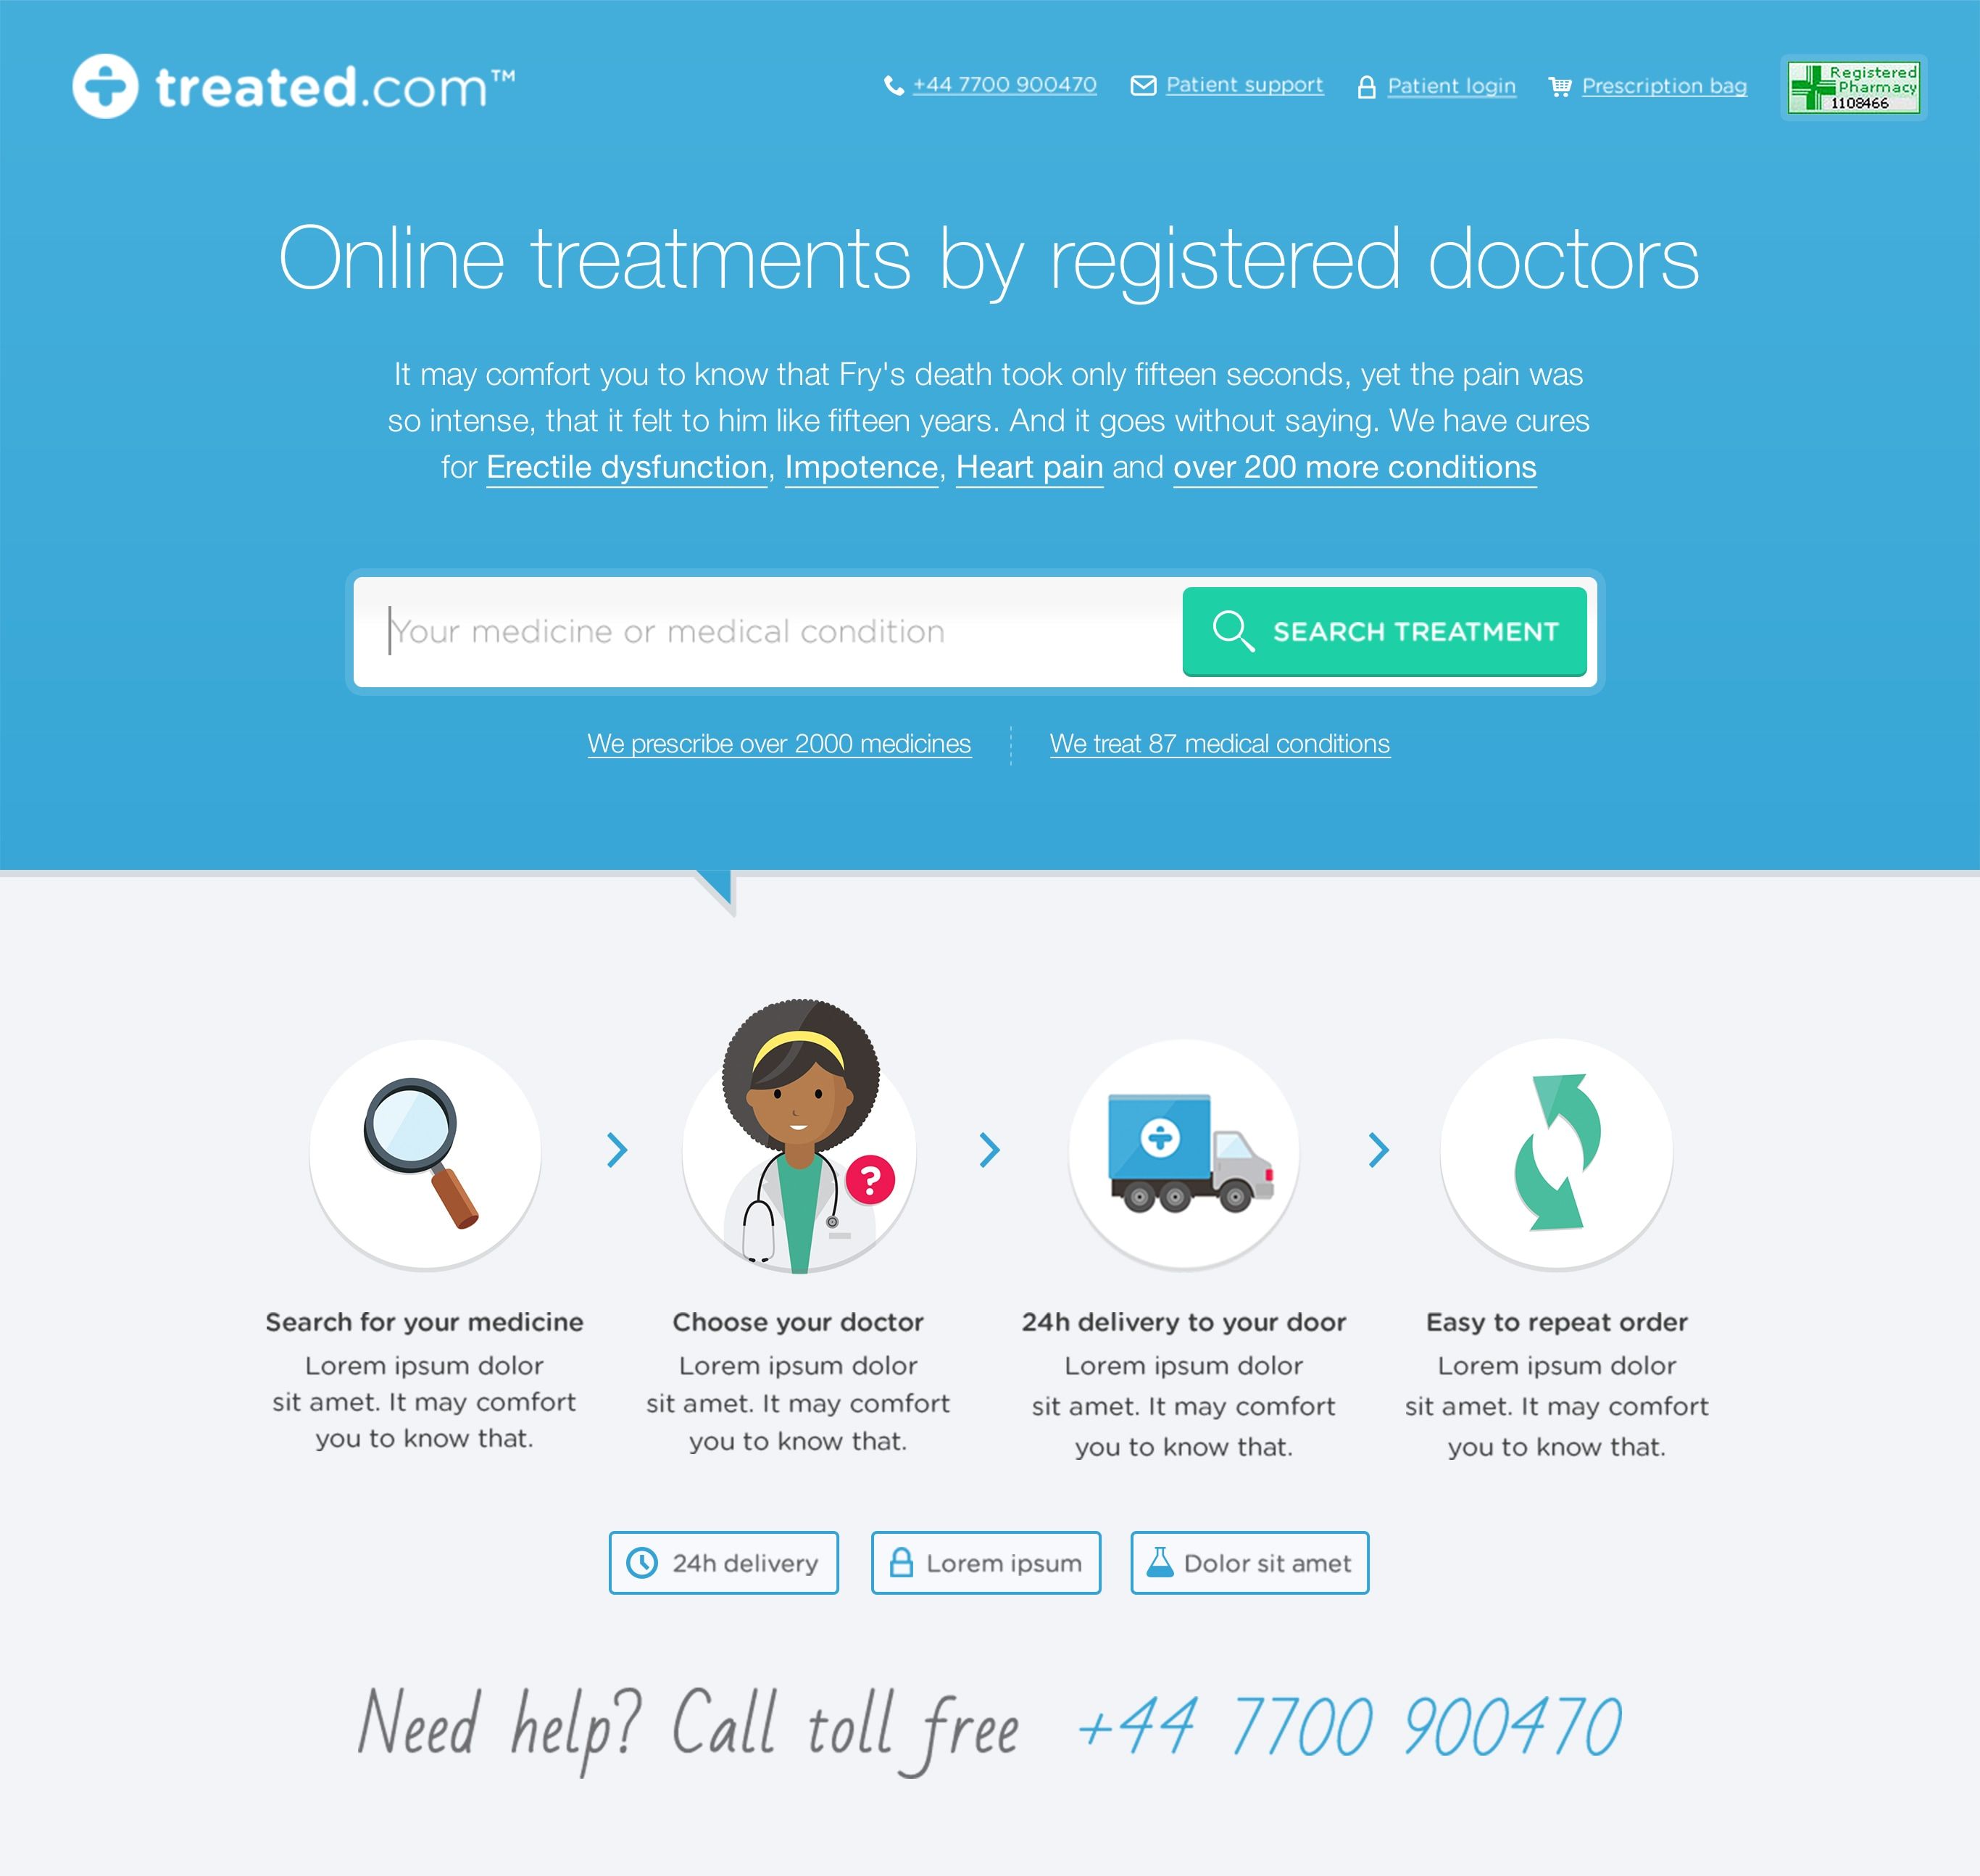 treated.com™
+44 7700 900470
Patient support
Patient login
Prescription bag
Registered
Pharmacy
1108466
Online treatments by registered doctors
It may comfort you to know that Fry's death took only fifteen seconds, yet the pain was
so intense, that it felt to him like fifteen years. And it goes without saying. We have cures
for Erectile dysfunction, Impotence, Heart pain and over 200 more conditions
Your medicine or medical condition
SEARCH TREATMENT
We prescribe over 2000 medicines
We treat 87 medical conditions
?
Search for your medicine
Lorem ipsum dolor
sit amet. It may comfort
you to know that.
Choose your doctor
Lorem ipsum dolor
sit amet. It may comfort
you to know that.
24h delivery to your door
Lorem ipsum dolor
sit amet. It may comfort
you to know that.
Easy to repeat order
Lorem ipsum dolor
sit amet. It may comfort
you to know that.
24h delivery
Lorem ipsum
Dolor sit amet
Need help? Call toll free +44 7700 900470